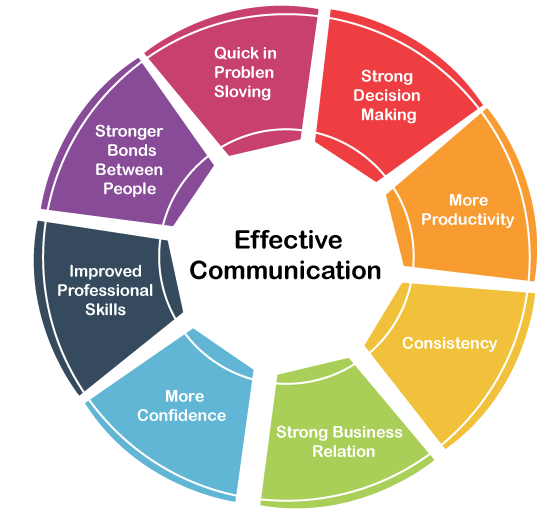 Effective
Communication
Quick in
Problen
Sloving
Strong
Decision
Making
More
Productivity
Consistency
Strong Business
Relation
More
Confidence
Improved
Professional
Skills
Stronger
Bonds
Between
People